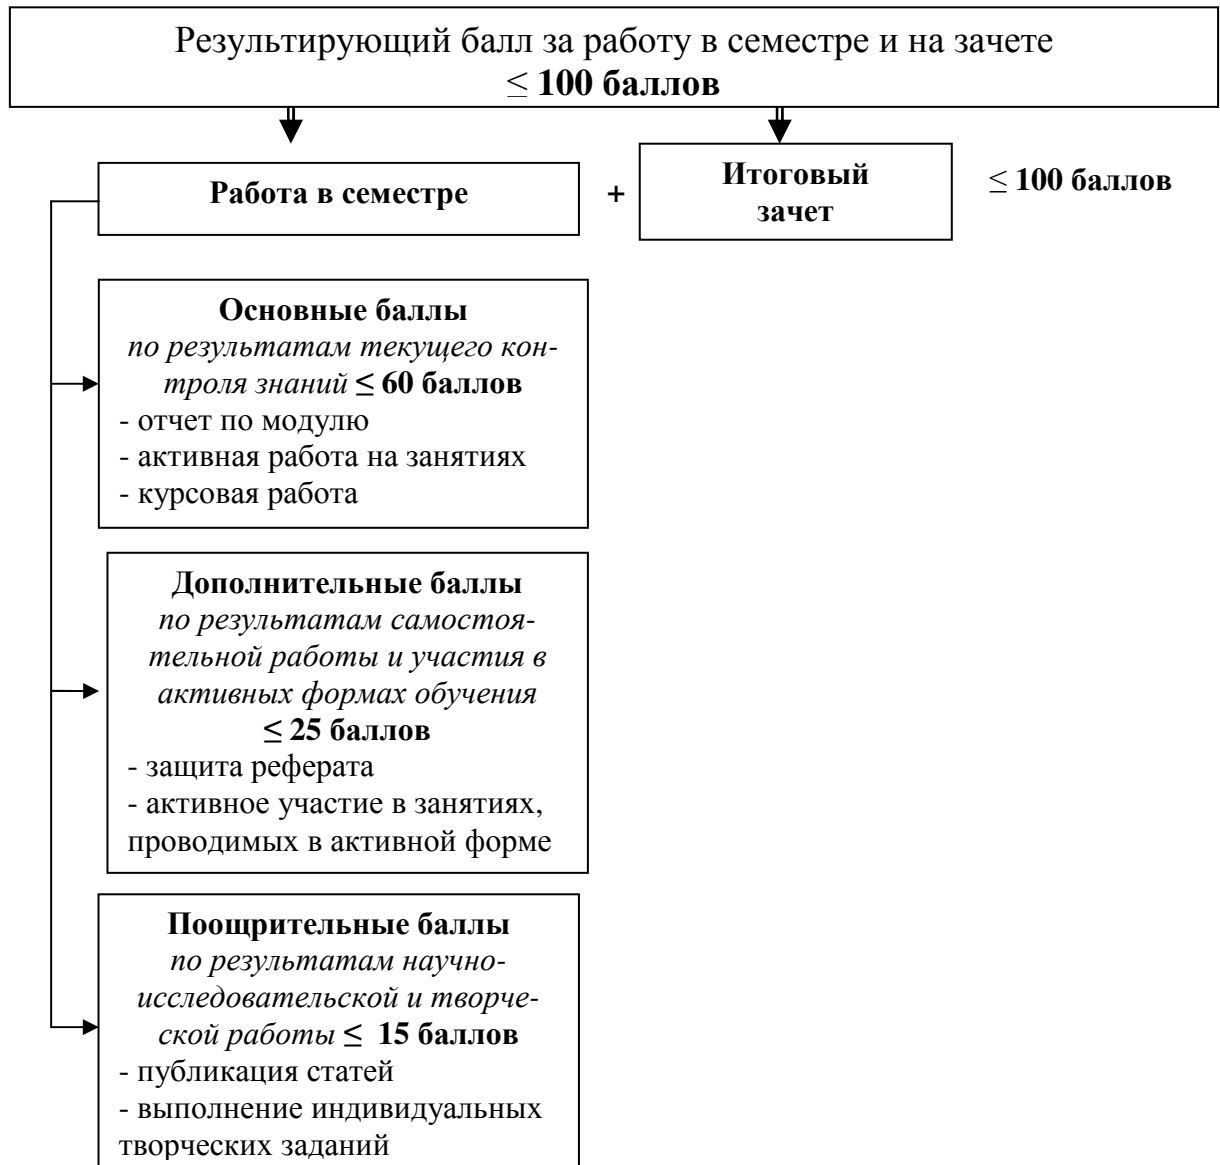 Результирующий балл за работу в семестре и на зачете
≤ 100 баллов
Работа в семестре
+
Итоговый
зачет
≤ 100 баллов
Основные баллы
по результатам текущего кон-
троля знаний ≤ 60 баллов
- отчет по модулю
- активная работа на занятиях
- курсовая работа
Дополнительные баллы
по результатам самостоя-
тельной работы и участия в
активных формах обучения
≤ 25 баллов
- защита реферата
- активное участие в занятиях,
проводимых в активной форме
Поощрительные баллы
по результатам научно-
исследовательской и творче-
ской работы ≤ 15 баллов
- публикация статей
- выполнение индивидуальных
творческих заданий